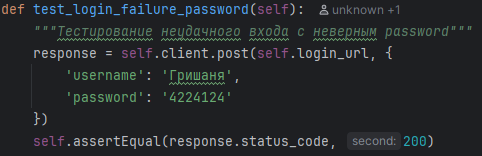 def test_login_failure_password(self): unknown +1
"""Тестирование неудачного входа с неверным password"""
response = self.client.post(self.login_url, {
'username': 'Гришаня',
'password': '4224124'
})
self.assertEqual(response.status_code, second: 200)